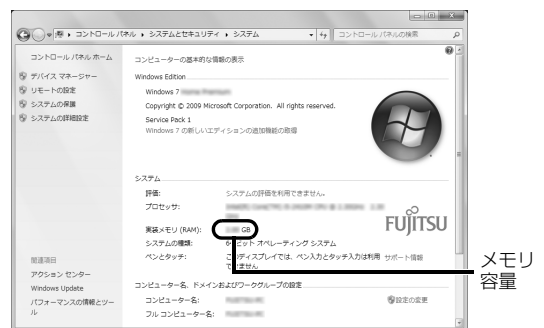 コントロール パネル ▸ システムとセキュリティ ▸ システム
コントロール パネルの検索
コントロール パネル ホーム
デバイス マネージャー
リモートの設定
システムの保護
システムの詳細設定
コンピューターの基本的な情報の表示
Windows Edition
Windows 7
Copyright © 2009 Microsoft Corporation. All rights reserved.
Service Pack 1
Windows 7 の新しいエディションの追加機能の取得
システム
評価: システムの評価を利用できません。
プロセッサ:
実装メモリ (RAM): GB
システムの種類: ビット オペレーティング システム
ペンとタッチ: このディスプレイでは、ペン入力とタッチ入力は利用できません
FUJITSU
サポート情報
コンピューター名、ドメインおよびワークグループの設定
コンピューター名:
設定の変更
フル コンピューター名:
関連項目
アクション センター
Windows Update
パフォーマンスの情報とツール
メモリ
容量